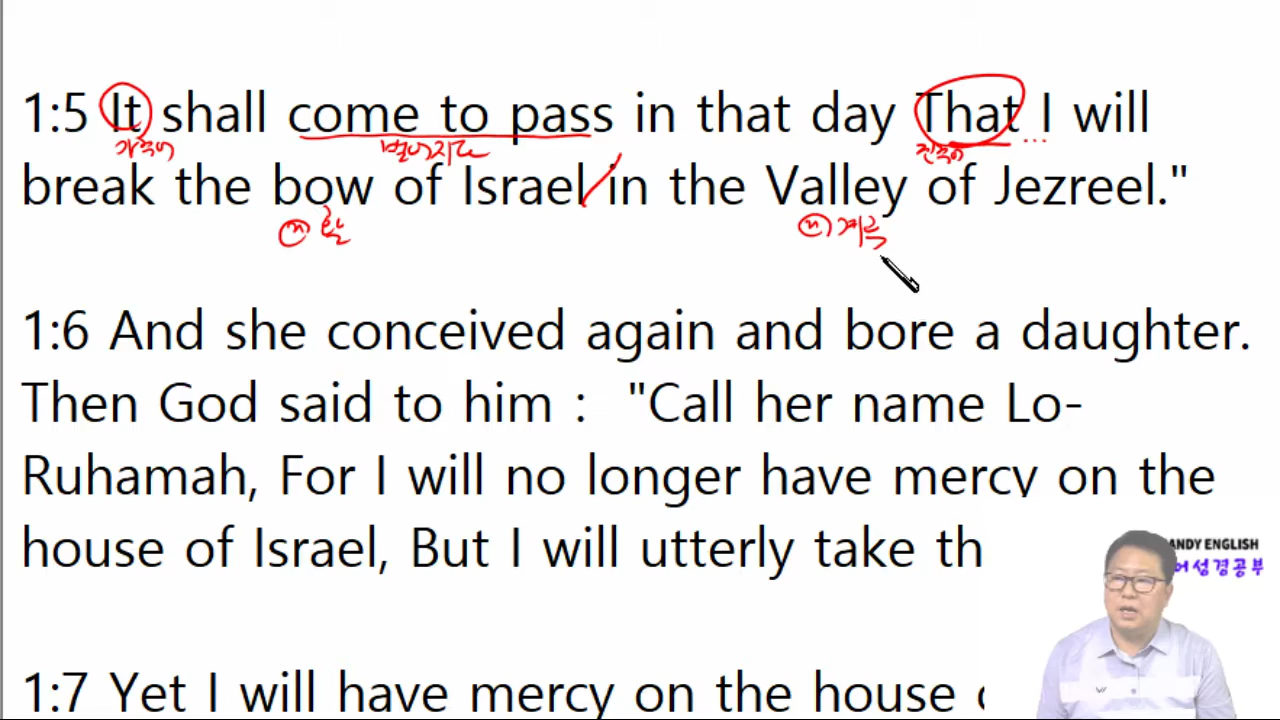 1:5 It shall come to pass in that day That I will
가주어 벌어지다 진주어 ...
break the bow of Israel / in the Valley of Jezreel."
ⓝ 활 ⓝ 계곡
1:6 And she conceived again and bore a daughter.
Then God said to him : "Call her name Lo-
Ruhamah, For I will no longer have mercy on the
house of Israel, But I will utterly take th
ANDY ENGLISH
어성경공부
1:7 Yet I will have mercy on the house